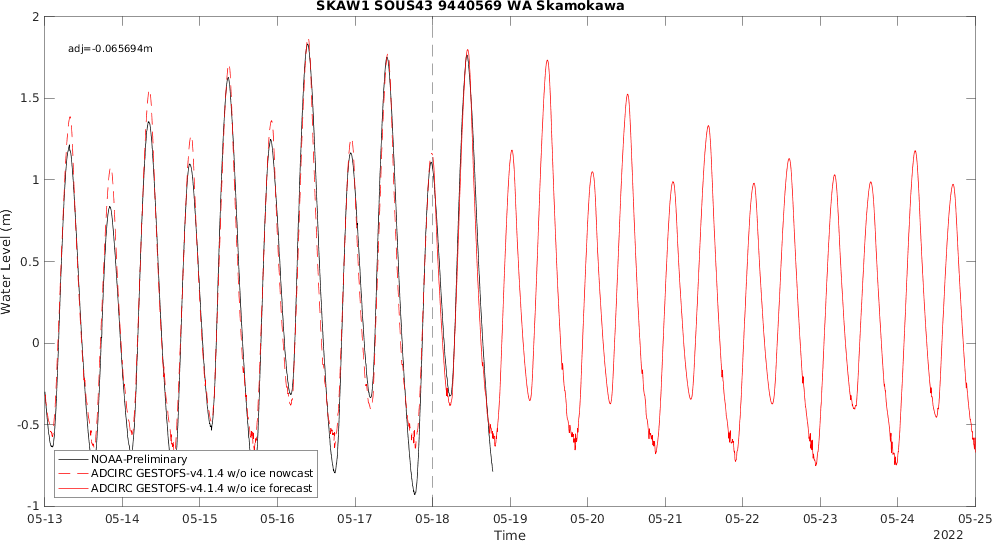 SKAW1 SOUS43 9440569 WA Skamokawa
adj=-0.065694m
2
1.5
1
0.5
0
-0.5
-1
Water Level (m)
NOAA-Preliminary
ADCIRC GESTOFS-v4.1.4 w/o ice nowcast
ADCIRC GESTOFS-v4.1.4 w/o ice forecast
05-13 05-14 05-15 05-16 05-17 05-18 05-19 05-20 05-21 05-22 05-23 05-24 05-25
Time
2022